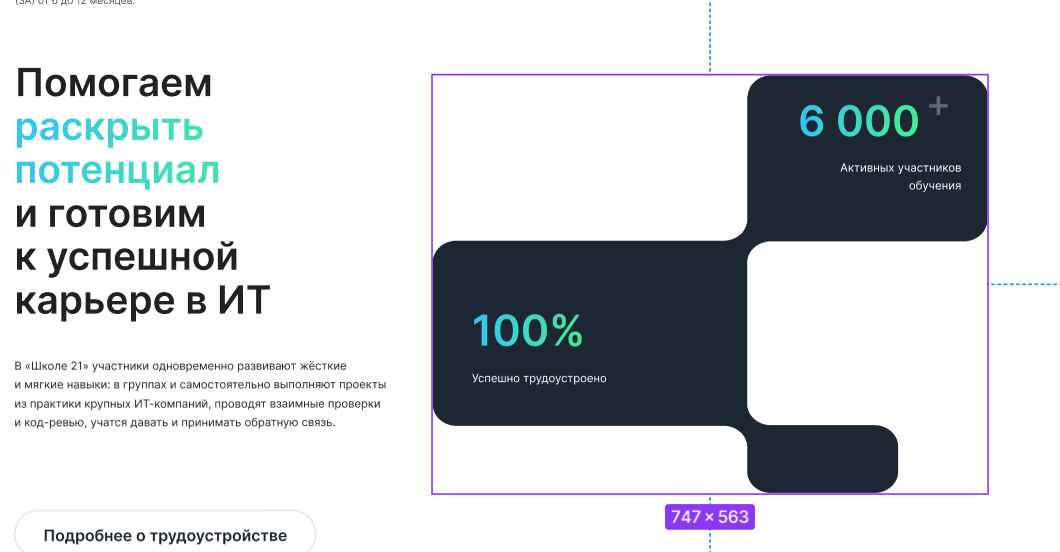 (ЗА) от 6 до 12 месяцев.
Помогаем
раскрыть
потенциал
и готовим
к успешной
карьере в ИТ
В «Школе 21» участники одновременно развивают жёсткие
и мягкие навыки: в группах и самостоятельно выполняют проекты
из практики крупных ИТ-компаний, проводят взаимные проверки
и код-ревью, учатся давать и принимать обратную связь.
Подробнее о трудоустройстве
6 000+
Активных участников
обучения
100%
Успешно трудоустроено
747 × 563